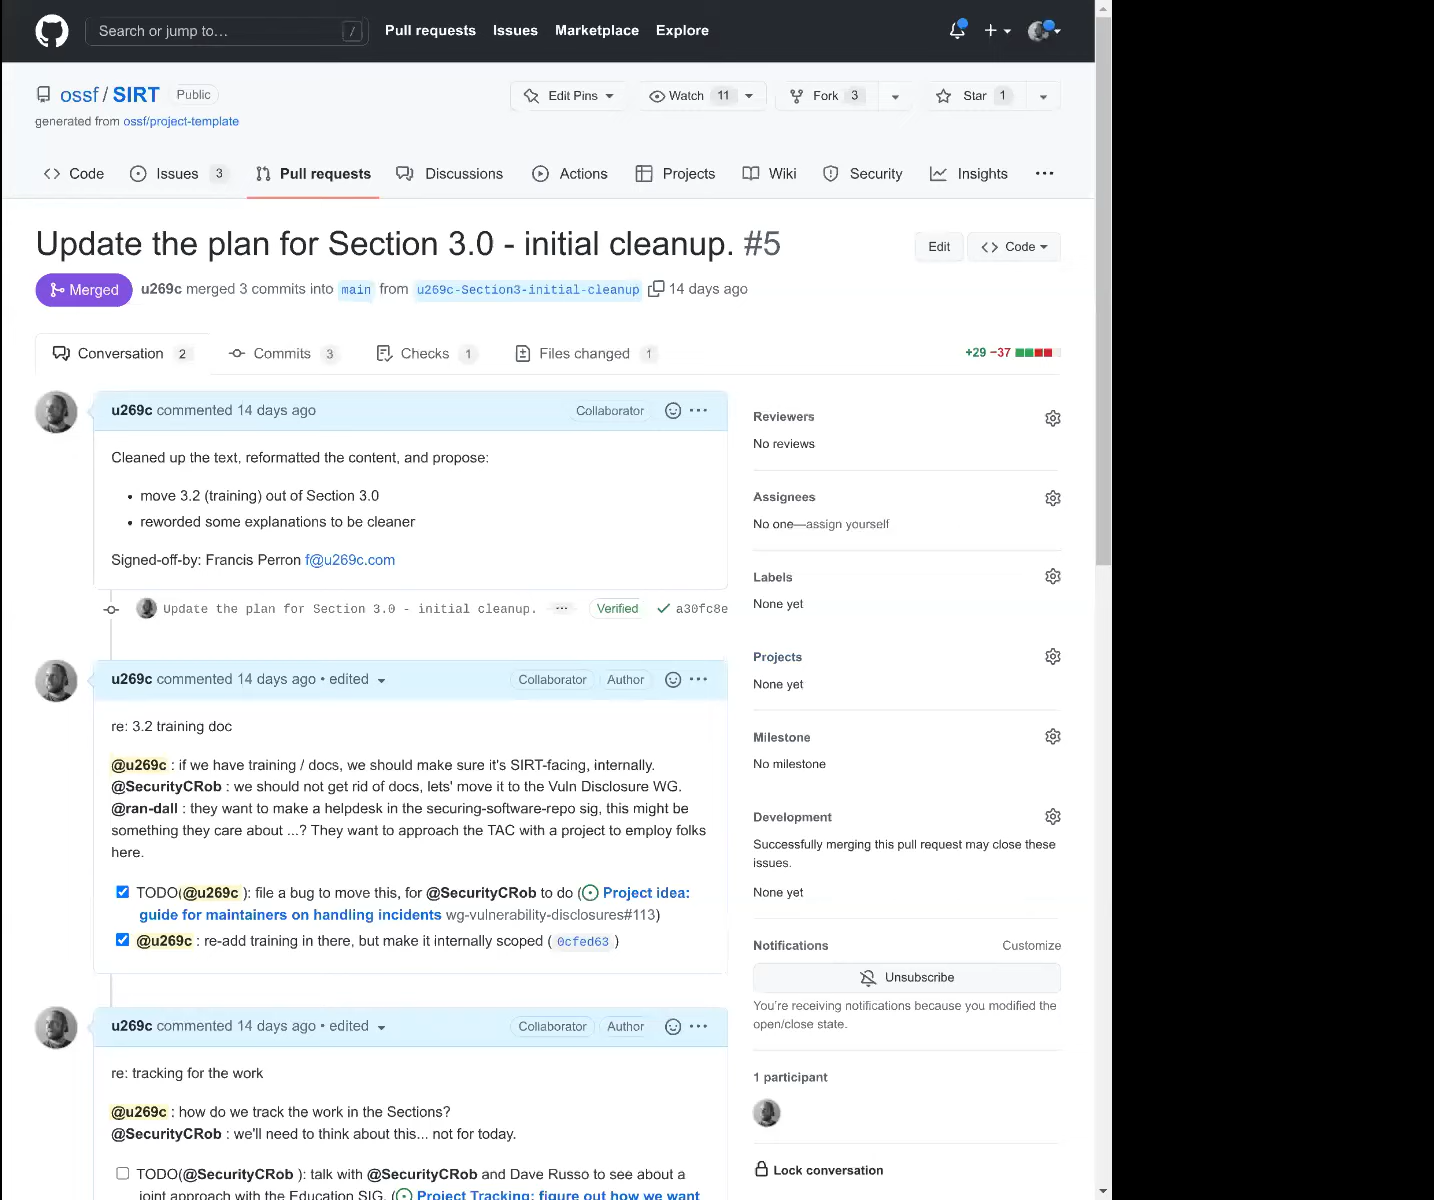 Search or jump to… /
Pull requests Issues Marketplace Explore
ossf / SIRT Public
Edit Pins Watch 11 Fork 3 Star 1
generated from ossf/project-template
Code Issues 3 Pull requests Discussions Actions Projects Wiki Security Insights
Update the plan for Section 3.0 - initial cleanup. #5
Edit Code
Merged u269c merged 3 commits into main from u269c-Section3-initial-cleanup 14 days ago
Conversation 2 Commits 3 Checks 1 Files changed 1 +29 −37
u269c commented 14 days ago Collaborator
Cleaned up the text, reformatted the content, and propose:
• move 3.2 (training) out of Section 3.0
• reworded some explanations to be cleaner
Signed-off-by: Francis Perron f@u269c.com
Update the plan for Section 3.0 - initial cleanup. ... Verified a30fc8e
u269c commented 14 days ago • edited Collaborator Author
re: 3.2 training doc
@u269c : if we have training / docs, we should make sure it's SIRT-facing, internally.
@SecurityCRob : we should not get rid of docs, lets' move it to the Vuln Disclosure WG.
@ran-dall : they want to make a helpdesk in the securing-software-repo sig, this might be
something they care about ...? They want to approach the TAC with a project to employ folks
here.
TODO(@u269c ): file a bug to move this, for @SecurityCRob to do ( Project idea:
guide for maintainers on handling incidents wg-vulnerability-disclosures#113)
@u269c : re-add training in there, but make it internally scoped ( 0cfed63 )
u269c commented 14 days ago • edited Collaborator Author
re: tracking for the work
@u269c : how do we track the work in the Sections?
@SecurityCRob : we'll need to think about this... not for today.
TODO(@SecurityCRob ): talk with @SecurityCRob and Dave Russo to see about a
joint approach with the Education SIG. ( Project Tracking: figure out how we want
Reviewers
No reviews
Assignees
No one—assign yourself
Labels
None yet
Projects
None yet
Milestone
No milestone
Development
Successfully merging this pull request may close these
issues.
None yet
Notifications Customize
Unsubscribe
You're receiving notifications because you modified the
open/close state.
1 participant
Lock conversation